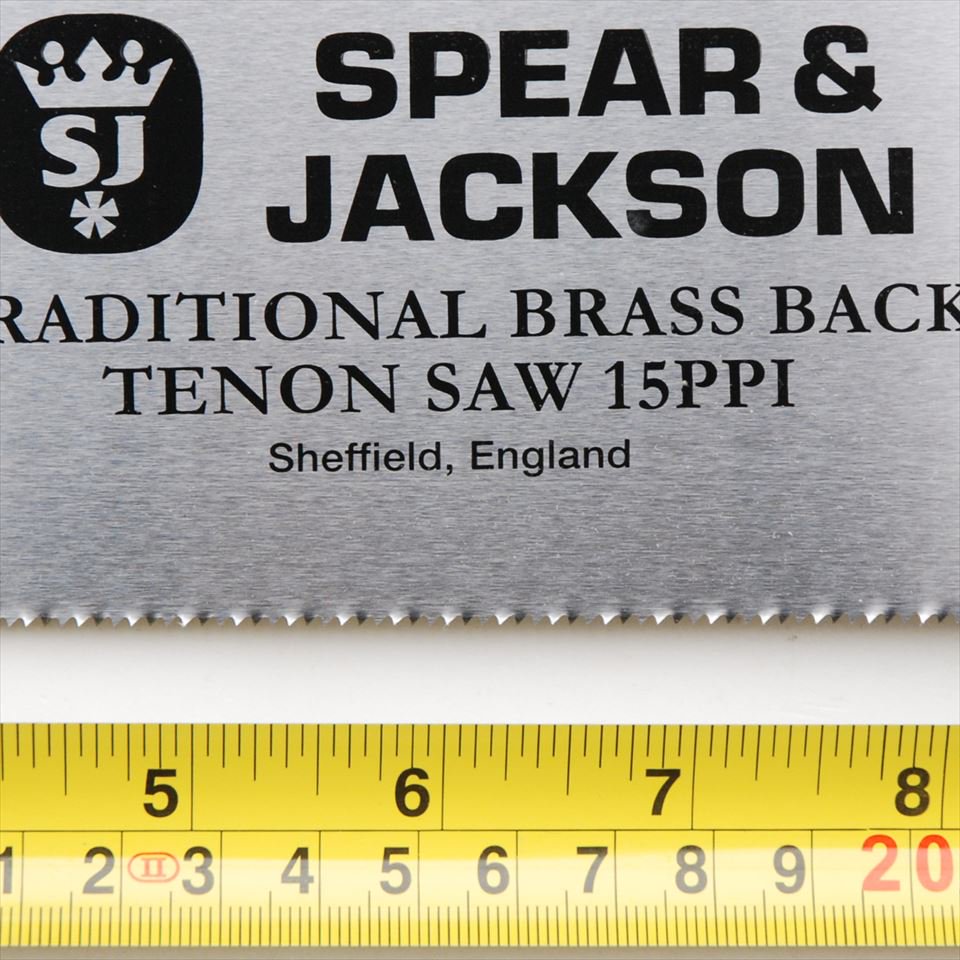 SJ
SPEAR &
JACKSON
RADITIONAL BRASS BACK
TENON SAW 15PPI
Sheffield, England
5 6 7 8
1 2 II 3 4 5 6 7 8 9 20